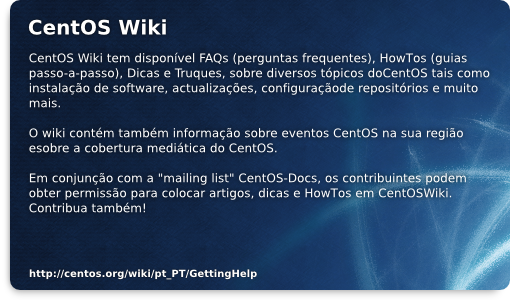 CentOS Wiki
CentOS Wiki tem disponível FAQs (perguntas frequentes), HowTos (guias
passo-a-passo), Dicas e Truques, sobre diversos tópicos doCentOS tais como
instalação de software, actualizações, configuraçãode repositórios e muito
mais.
O wiki contém também informação sobre eventos CentOS na sua região
esobre a cobertura mediática do CentOS.
Em conjunção com a "mailing list" CentOS-Docs, os contribuintes podem
obter permissão para colocar artigos, dicas e HowTos em CentOSWiki.
Contribua também!
http://centos.org/wiki/pt_PT/GettingHelp